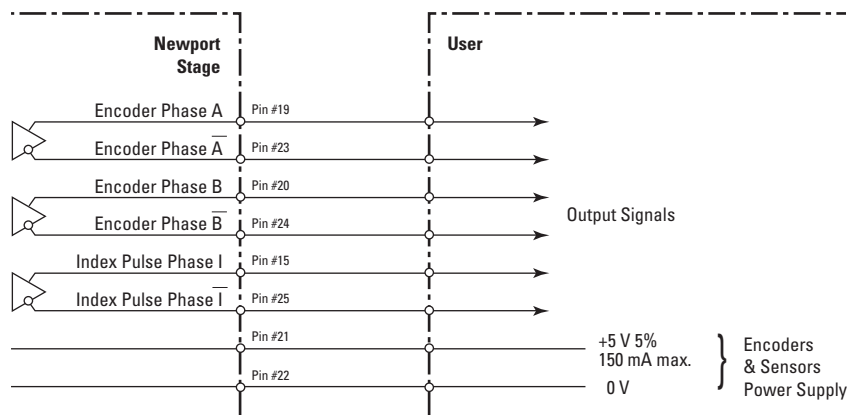 Newport
Stage
User
Encoder Phase A Pin #19
Encoder Phase A̅ Pin #23
Encoder Phase B Pin #20
Encoder Phase B̅ Pin #24
Output Signals
Index Pulse Phase I Pin #15
Index Pulse Phase I̅ Pin #25
Pin #21
+5 V 5%
150 mA max.
Pin #22
0 V
}
Encoders
& Sensors
Power Supply